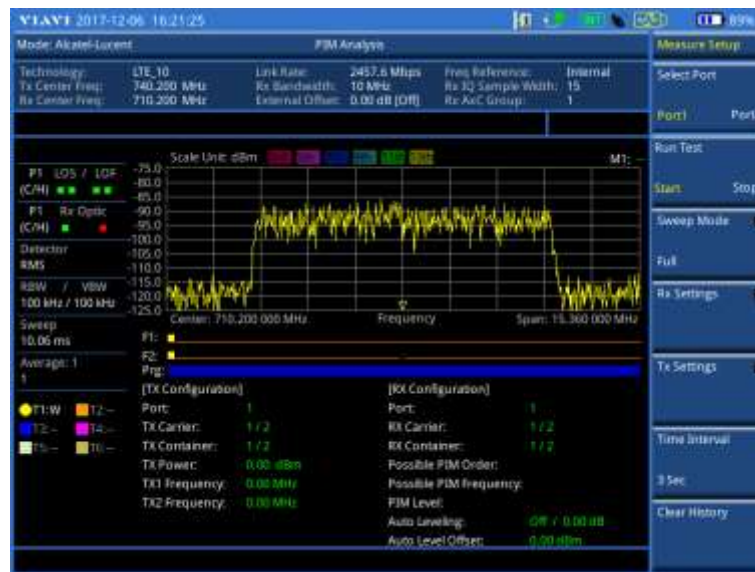 VIAVI 2017-12-06 16:21:25
INT
89%
Mode: Alcatel-Lucent
PIM Analysis
Measure Setup
Technology: LTE_10
Link Rate: 2457.6 Mbps
Freq Reference: Internal
Tx Center Freq: 740.200 MHz
Rx Bandwidth: 10 MHz
Rx IQ Sample Width: 15
Rx Center Freq: 710.200 MHz
External Offset: 0.00 dB [Off]
Rx AxC Group: 1
Select Port
Port1 Port
Scale Unit: dBm
M1: --
P1 LOS / LOF
(C/H)
P1 Rx Optic
(C/H)
Detector
RMS
RBW / VBW
100 kHz / 100 kHz
Sweep
10.06 ms
Average: 1
1
T1:W T2:--
T3:-- T4:--
T5:-- T6:--
-75.0
-80.0
-85.0
-90.0
-95.0
-100.0
-105.0
-110.0
-115.0
-120.0
-125.0
Center: 710.200 000 MHz
Frequency
Span: 15.360 000 MHz
F1:
F2:
Prg:
[TX Configuration]
Port: 1
TX Carrier: 1 / 2
TX Container: 1 / 2
TX Power: 0.00 dBm
TX1 Frequency: 0.00 MHz
TX2 Frequency: 0.00 MHz
[RX Configuration]
Port: 1
RX Carrier: 1 / 2
RX Container: 1 / 2
Possible PIM Order:
Possible PIM Frequency:
PIM Level:
Auto Leveling: Off / 0.00 dB
Auto Level Offset: 0.00 dBm
Run Test
Start Stop
Sweep Mode
Full
Rx Settings
Tx Settings
Time Interval
3 Sec
Clear History